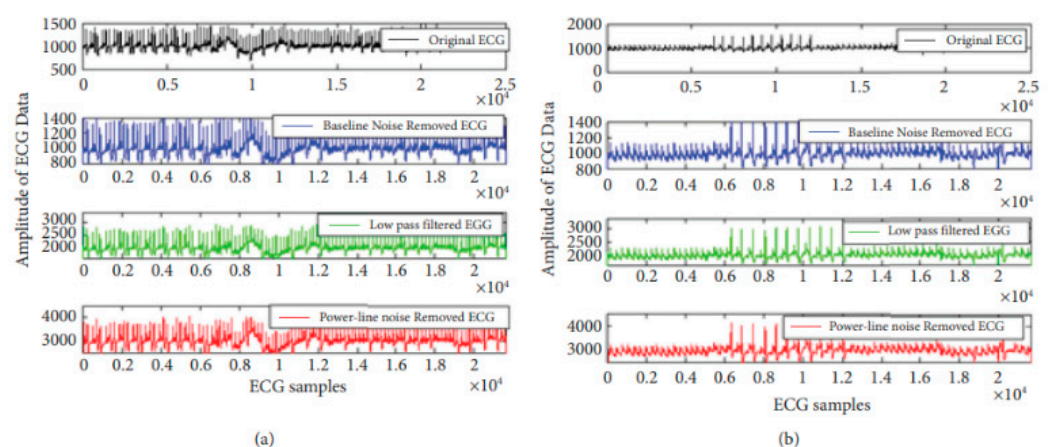 Amplitude of ECG Data
1500
1000
500
Original ECG
0 0.5 1 1.5 2 2.5
×10⁴
1400
1200
1000
800
Baseline Noise Removed ECG
0 0.2 0.4 0.6 0.8 1 1.2 1.4 1.6 1.8 2
×10⁴
3000
2500
2000
Low pass filtered EGG
0 0.2 0.4 0.6 0.8 1 1.2 1.4 1.6 1.8 2
×10⁴
4000
3000
Power-line noise Removed ECG
0 0.2 0.4 0.6 0.8 1 1.2 1.4 1.6 1.8 2
×10⁴
ECG samples
(a)
Amplitude of ECG Data
2000
1000
0
Original ECG
0 0.5 1 1.5 2 2.5
×10⁴
1400
1200
1000
800
Baseline Noise Removed ECG
0 0.2 0.4 0.6 0.8 1 1.2 1.4 1.6 1.8 2
×10⁴
3000
2500
2000
Low pass filtered EGG
0 0.2 0.4 0.6 0.8 1 1.2 1.4 1.6 1.8 2
×10⁴
4000
3000
Power-line noise Removed ECG
0 0.2 0.4 0.6 0.8 1 1.2 1.4 1.6 1.8 2
×10⁴
ECG samples
(b)